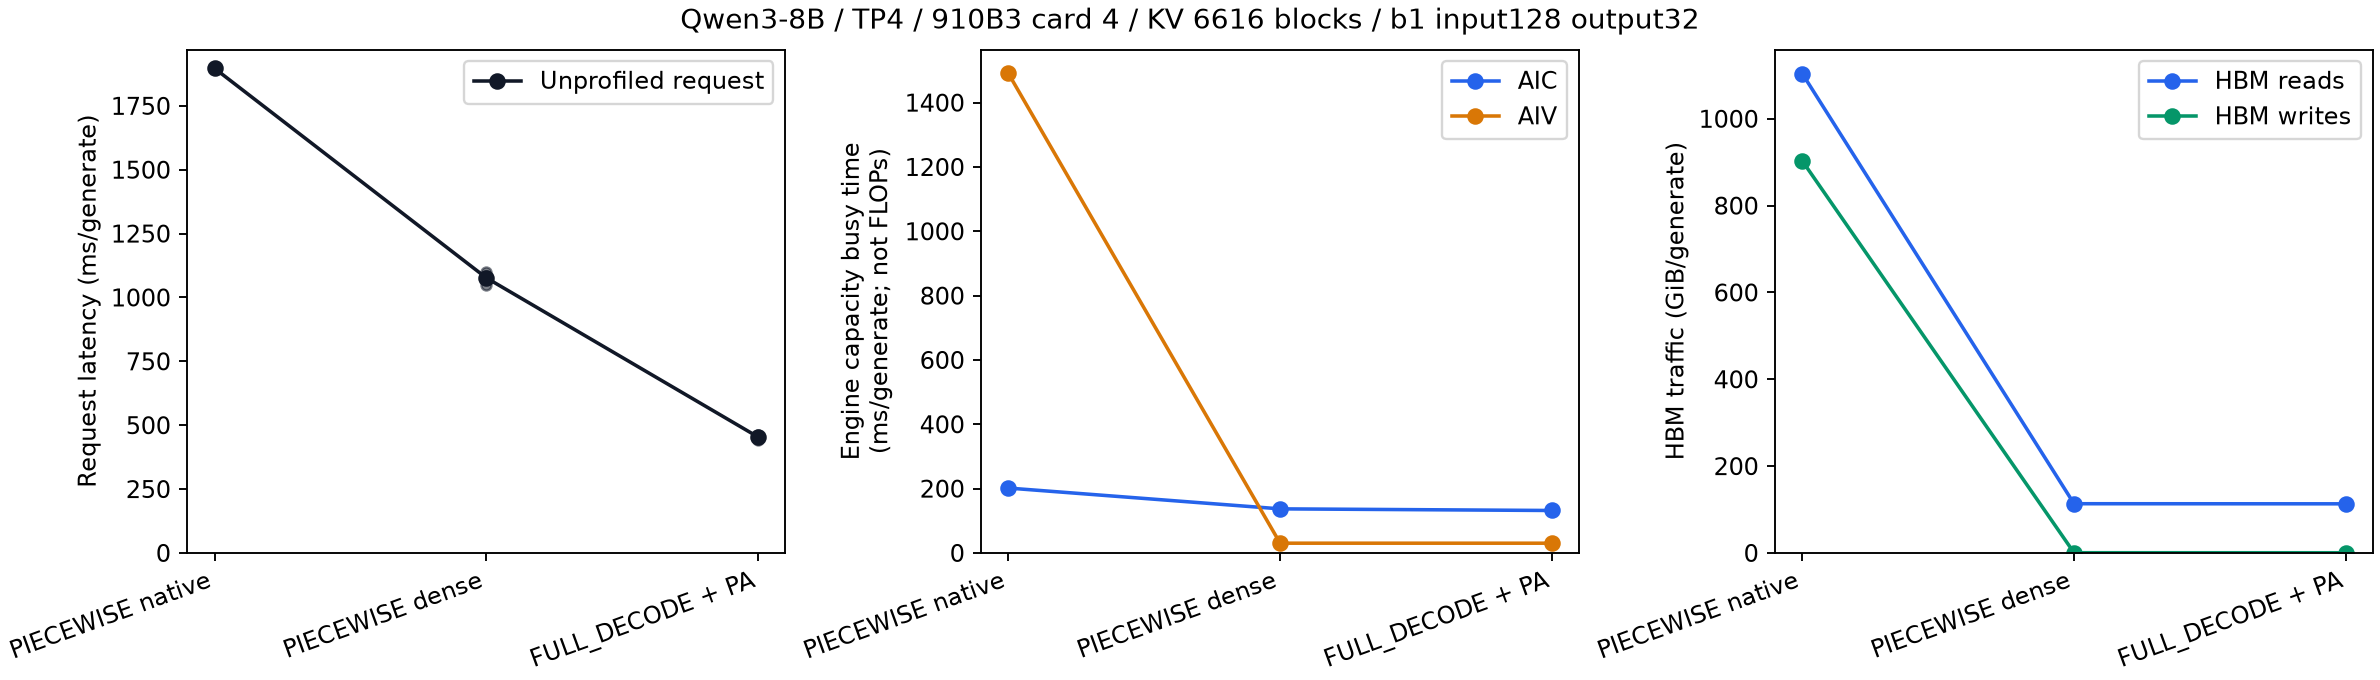 Qwen3-8B / TP4 / 910B3 card 4 / KV 6616 blocks / b1 input128 output32
Request latency (ms/generate)
1750
1500
1250
1000
750
500
250
0
Unprofiled request
PIECEWISE native
PIECEWISE dense
FULL_DECODE + PA
Engine capacity busy time
(ms/generate; not FLOPs)
1400
1200
1000
800
600
400
200
0
AIC
AIV
PIECEWISE native
PIECEWISE dense
FULL_DECODE + PA
HBM traffic (GiB/generate)
1000
800
600
400
200
0
HBM reads
HBM writes
PIECEWISE native
PIECEWISE dense
FULL_DECODE + PA